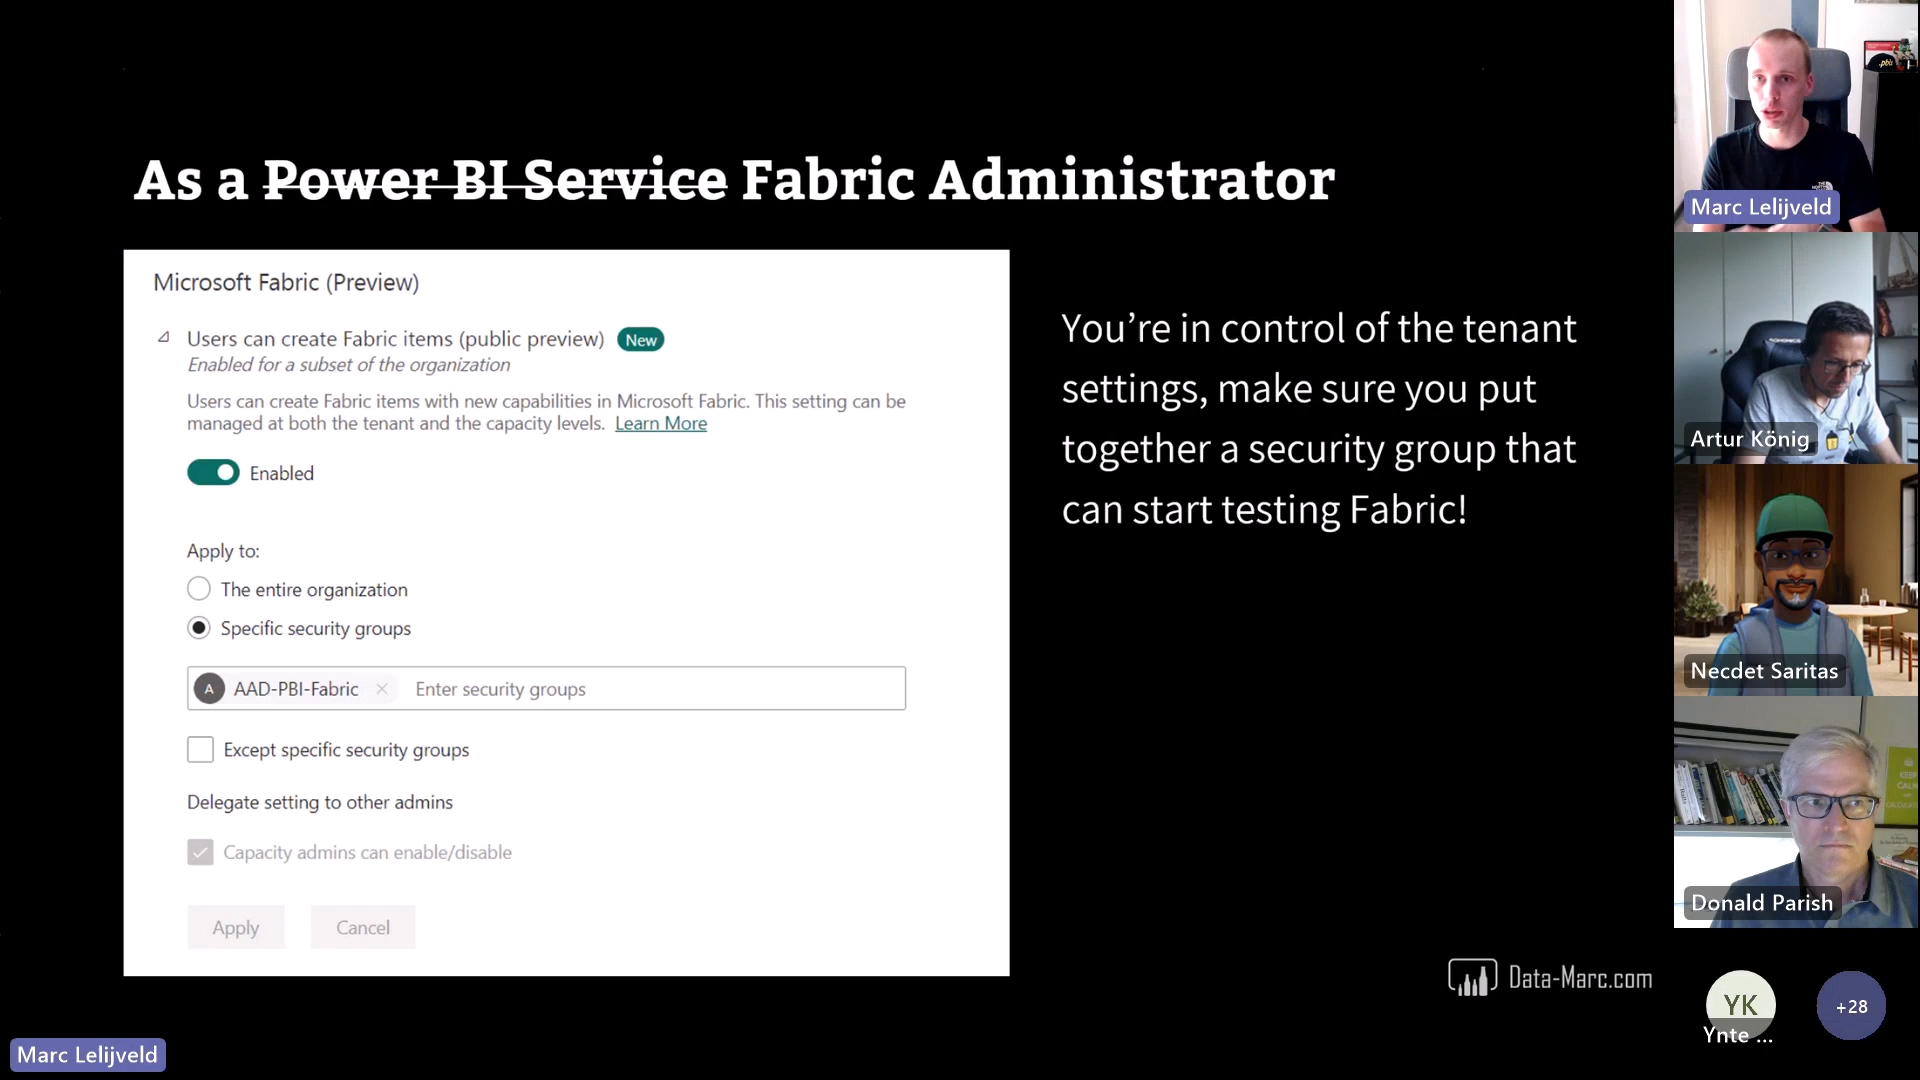 As a Power BI Service Fabric Administrator
Microsoft Fabric (Preview)
Users can create Fabric items (public preview) New
Enabled for a subset of the organization
Users can create Fabric items with new capabilities in Microsoft Fabric. This setting can be
managed at both the tenant and the capacity levels. Learn More
Enabled
Apply to:
The entire organization
Specific security groups
A AAD-PBI-Fabric Enter security groups
Except specific security groups
Delegate setting to other admins
Capacity admins can enable/disable
Apply Cancel
You’re in control of the tenant
settings, make sure you put
together a security group that
can start testing Fabric!
Data-Marc.com
Marc Lelijveld
Marc Lelijveld
Artur König
Necdet Saritas
KEEP
CALM
Donald Parish
YK
Ynte ...
+28